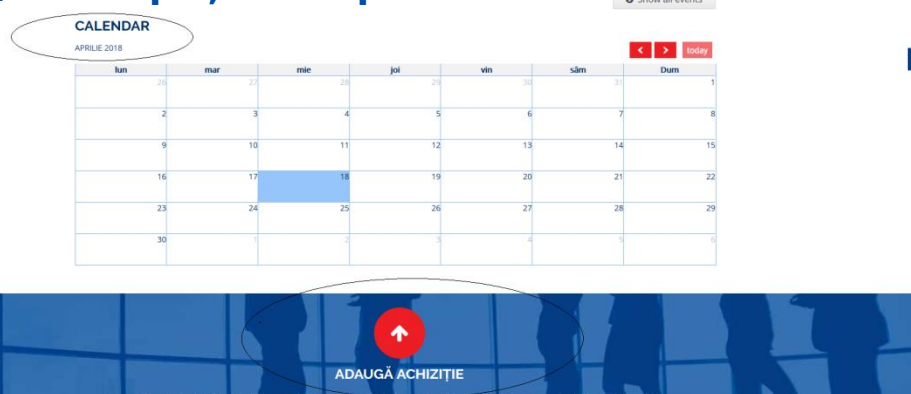 Show all events
CALENDAR
APRILIE 2018
today
lun mar mie joi vin sâm Dum
26 27 28 29 30 31 1
2 3 4 5 6 7 8
9 10 11 12 13 14 15
16 17 18 19 20 21 22
23 24 25 26 27 28 29
30 1 2 3 4 5 6
ADAUGĂ ACHIZIȚIE